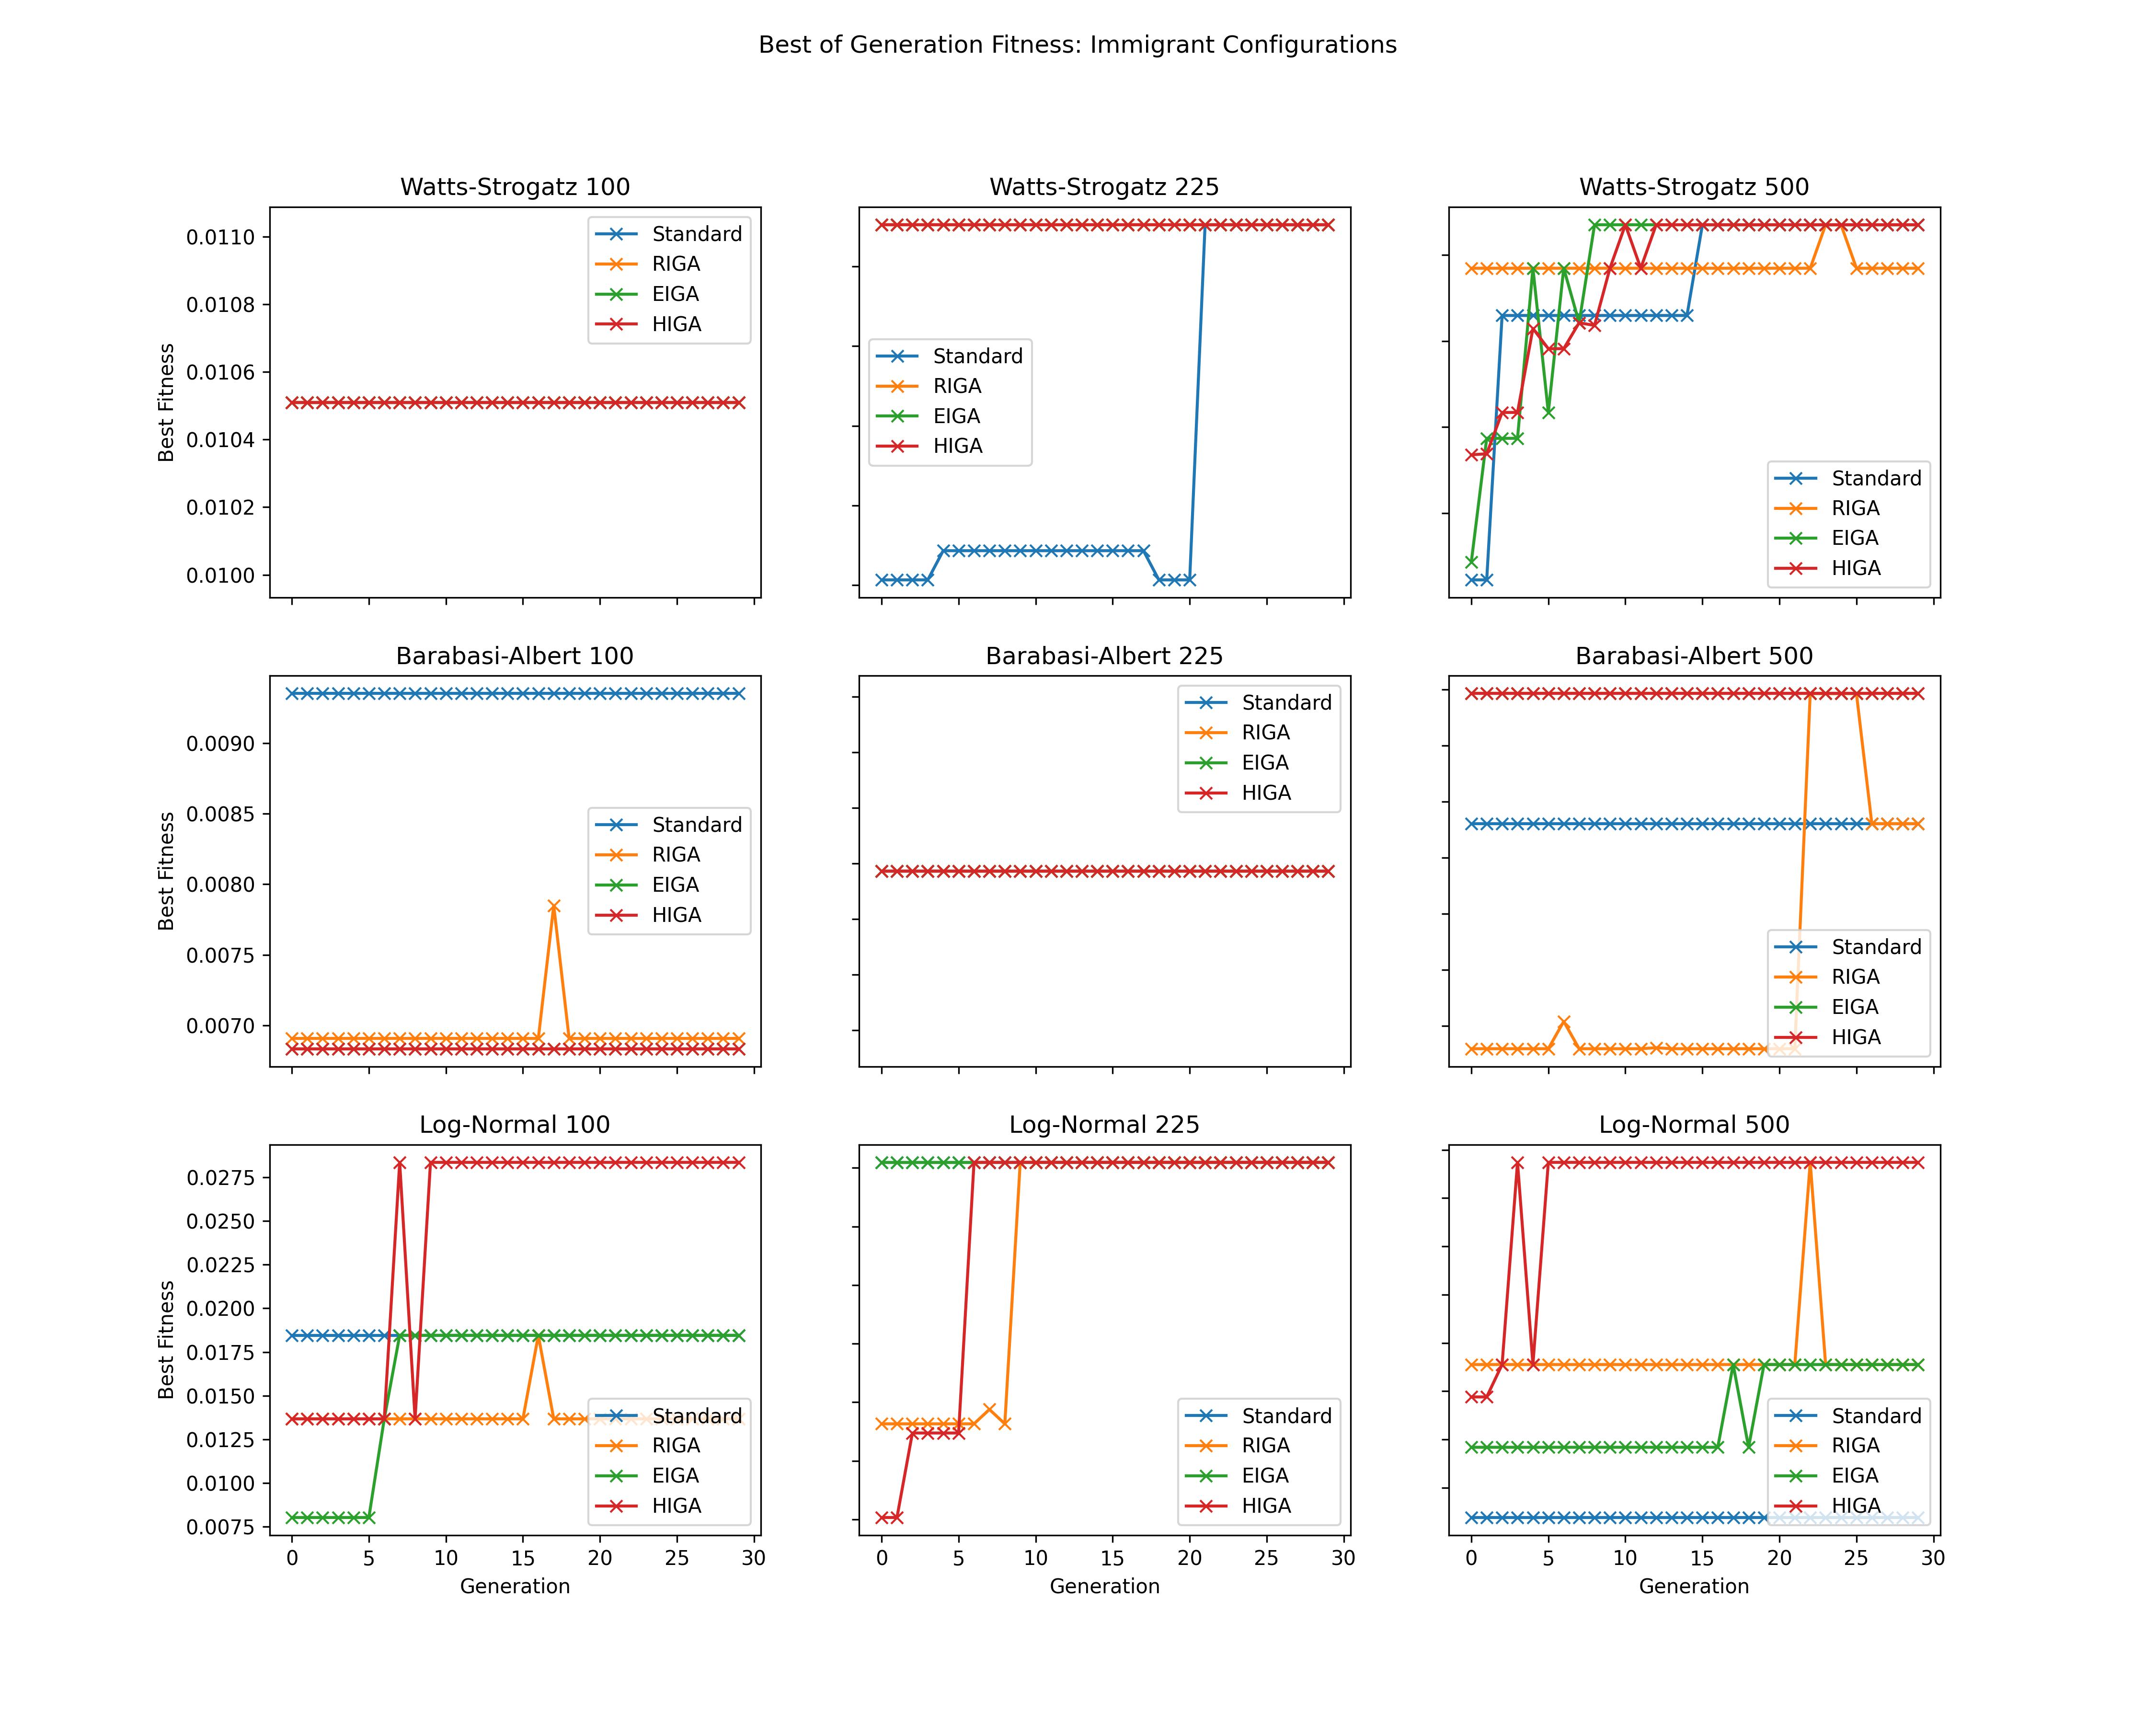 Best of Generation Fitness: Immigrant Configurations
Watts-Strogatz 100
0.0110
0.0108
0.0106
0.0104
0.0102
0.0100
Best Fitness
Standard
RIGA
EIGA
HIGA
Watts-Strogatz 225
Standard
RIGA
EIGA
HIGA
Watts-Strogatz 500
Standard
RIGA
EIGA
HIGA
Barabasi-Albert 100
0.0090
0.0085
0.0080
0.0075
0.0070
Best Fitness
Standard
RIGA
EIGA
HIGA
Barabasi-Albert 225
Standard
RIGA
EIGA
HIGA
Barabasi-Albert 500
Standard
RIGA
EIGA
HIGA
Log-Normal 100
0.0275
0.0250
0.0225
0.0200
0.0175
0.0150
0.0125
0.0100
0.0075
Best Fitness
Standard
RIGA
EIGA
HIGA
0 5 10 15 20 25 30
Generation
Log-Normal 225
Standard
RIGA
EIGA
HIGA
0 5 10 15 20 25 30
Generation
Log-Normal 500
Standard
RIGA
EIGA
HIGA
0 5 10 15 20 25 30
Generation